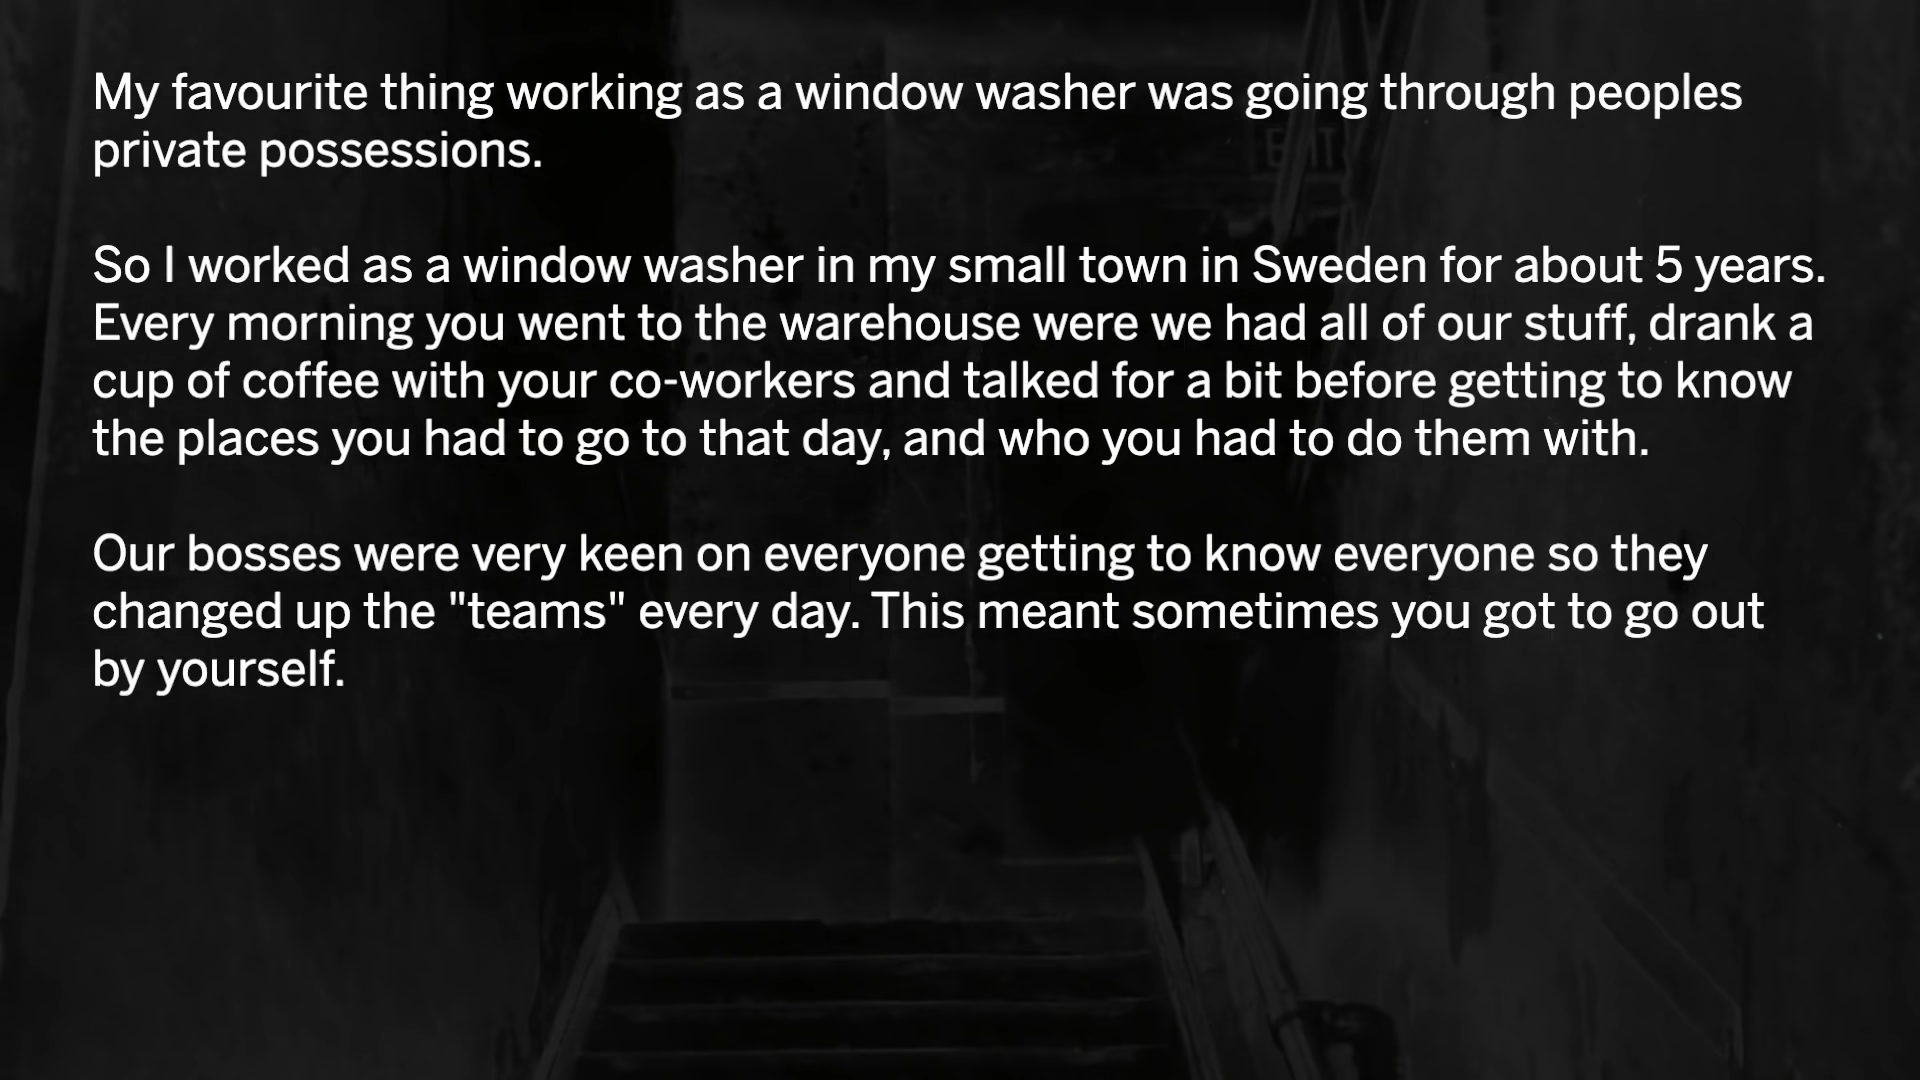 My favourite thing working as a window washer was going through peoples
private possessions.
So I worked as a window washer in my small town in Sweden for about 5 years.
Every morning you went to the warehouse were we had all of our stuff, drank a
cup of coffee with your co-workers and talked for a bit before getting to know
the places you had to go to that day, and who you had to do them with.
Our bosses were very keen on everyone getting to know everyone so they
changed up the "teams" every day. This meant sometimes you got to go out
by yourself.